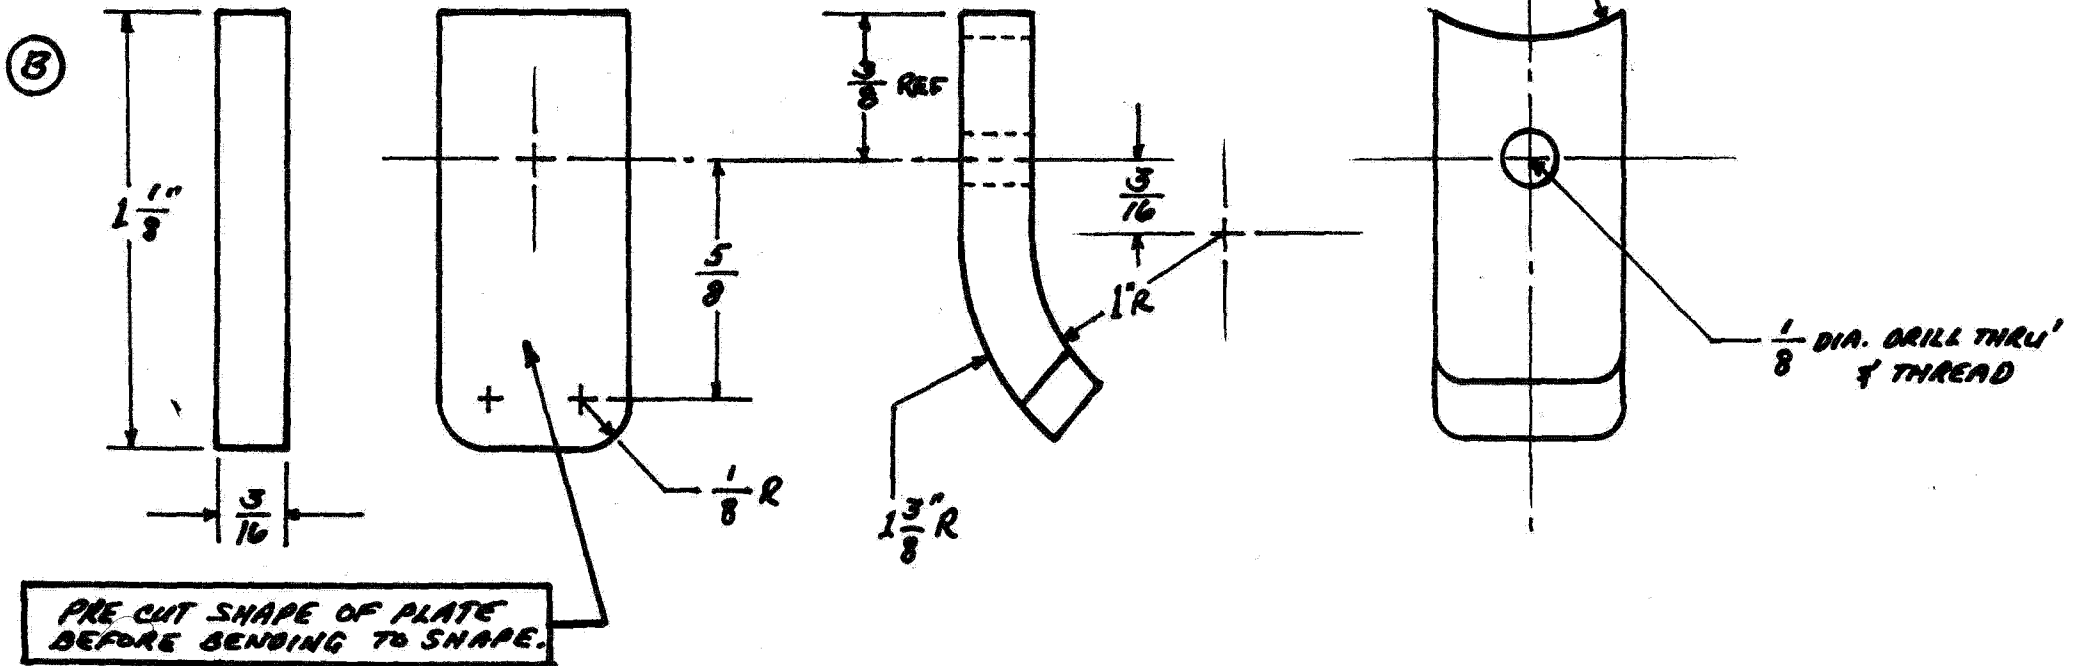 B
1 1/8"
3/16
5/8
1/8 R
3/8 REF
3/16
1"R
1 3/8"R
1/8 DIA. DRILL THRU'
& THREAD
PRE CUT SHAPE OF PLATE
BEFORE BENDING TO SHAPE.